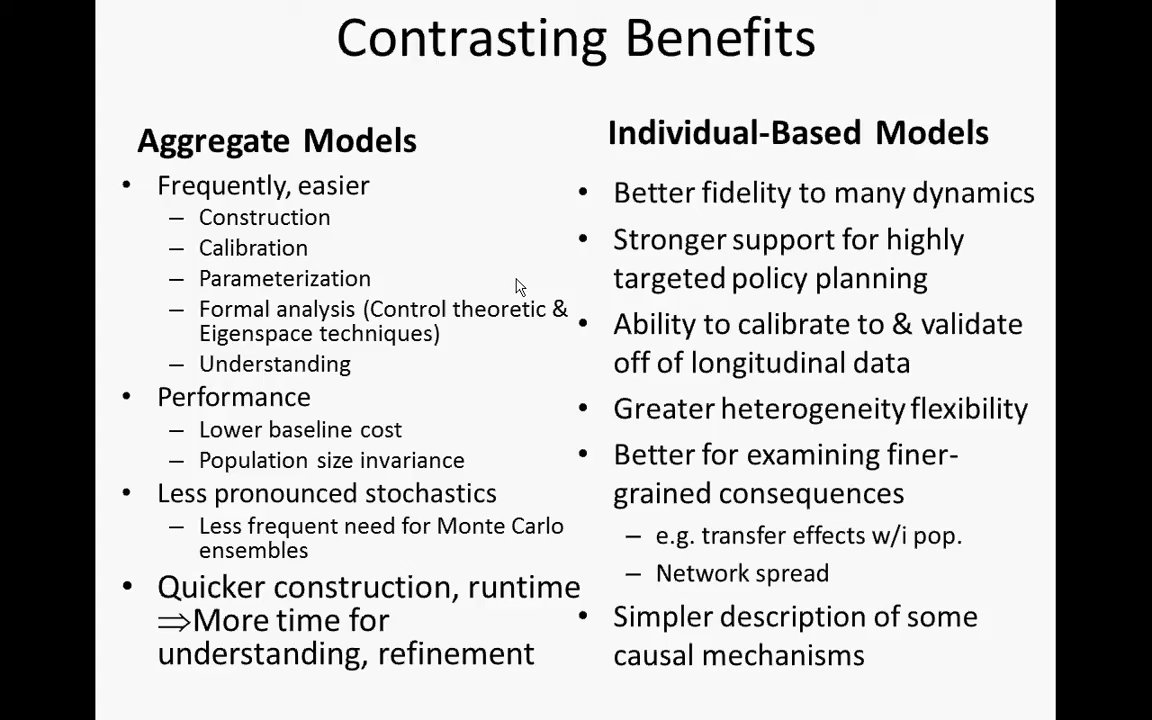 Contrasting Benefits
Aggregate Models
• Frequently, easier
– Construction
– Calibration
– Parameterization
– Formal analysis (Control theoretic &
Eigenspace techniques)
– Understanding
• Performance
– Lower baseline cost
– Population size invariance
• Less pronounced stochastics
– Less frequent need for Monte Carlo
ensembles
• Quicker construction, runtime
⇒More time for
understanding, refinement
Individual-Based Models
• Better fidelity to many dynamics
• Stronger support for highly
targeted policy planning
• Ability to calibrate to & validate
off of longitudinal data
• Greater heterogeneity flexibility
• Better for examining finer-
grained consequences
– e.g. transfer effects w/i pop.
– Network spread
• Simpler description of some
causal mechanisms